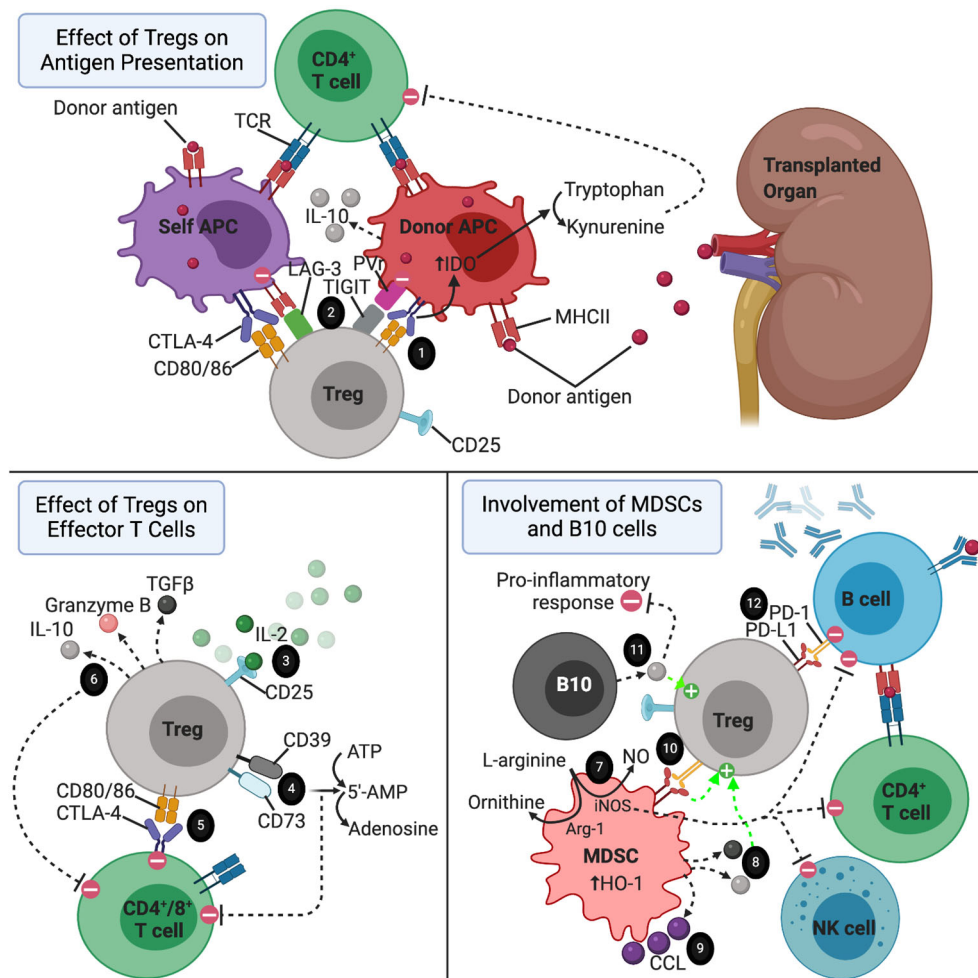 Effect of Tregs on
Antigen Presentation
CD4⁺
T cell
Donor antigen
TCR
Self APC
IL-10
Donor APC
↑IDO
Tryptophan
Kynurenine
Transplanted
Organ
LAG-3
PVr
TIGIT
2
CTLA-4
CD80/86
1
MHCII
Treg
Donor antigen
CD25
Effect of Tregs on
Effector T Cells
TGFβ
Granzyme B
IL-10
IL-2
3
CD25
6
Treg
CD39
ATP
4
5'-AMP
CD73
Adenosine
CD80/86
CTLA-4
5
CD4⁺/8⁺
T cell
Involvement of MDSCs
and B10 cells
Pro-inflammatory
response
12
PD-1
PD-L1
B cell
11
B10
Treg
10
L-arginine
7
NO
Ornithine
iNOS
Arg-1
CD4⁺
T cell
MDSC
↑HO-1
8
CCL
9
NK cell